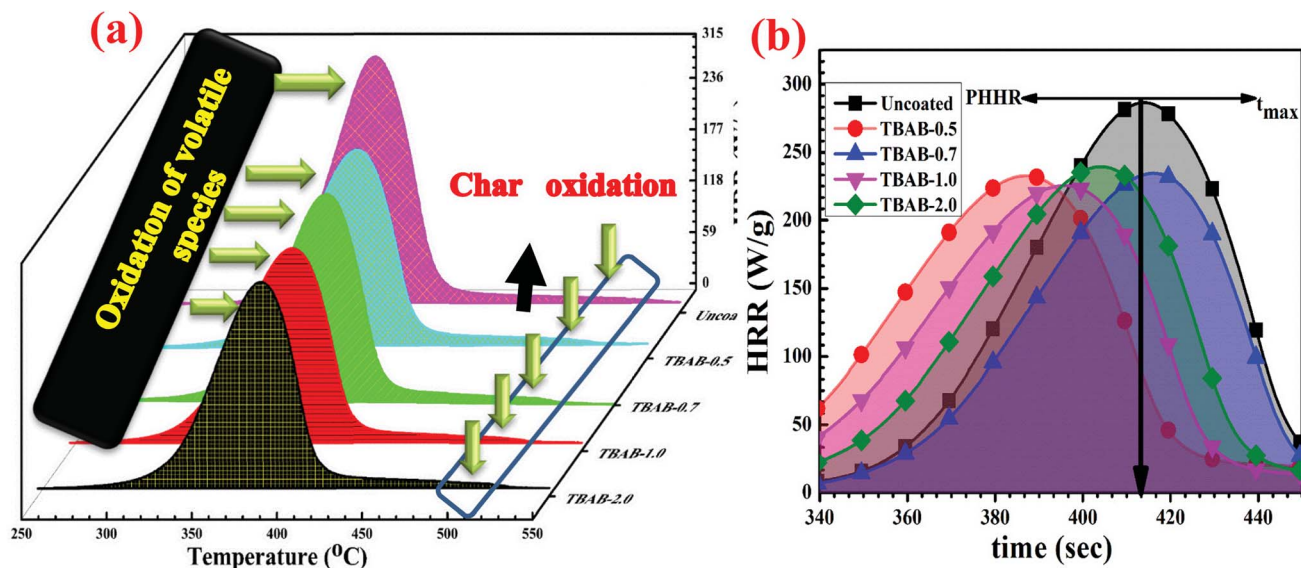 (a)
Oxidation of volatile
species
Char oxidation
315
236
177
118
59
0
Uncoa
TBAB-0.5
TBAB-0.7
TBAB-1.0
TBAB-2.0
250
300
350
400
450
500
550
Temperature (⁰C)
(b)
HRR (W/g)
300
250
200
150
100
50
0
Uncoated
TBAB-0.5
TBAB-0.7
TBAB-1.0
TBAB-2.0
PHHR
tmax
340
360
380
400
420
440
time (sec)